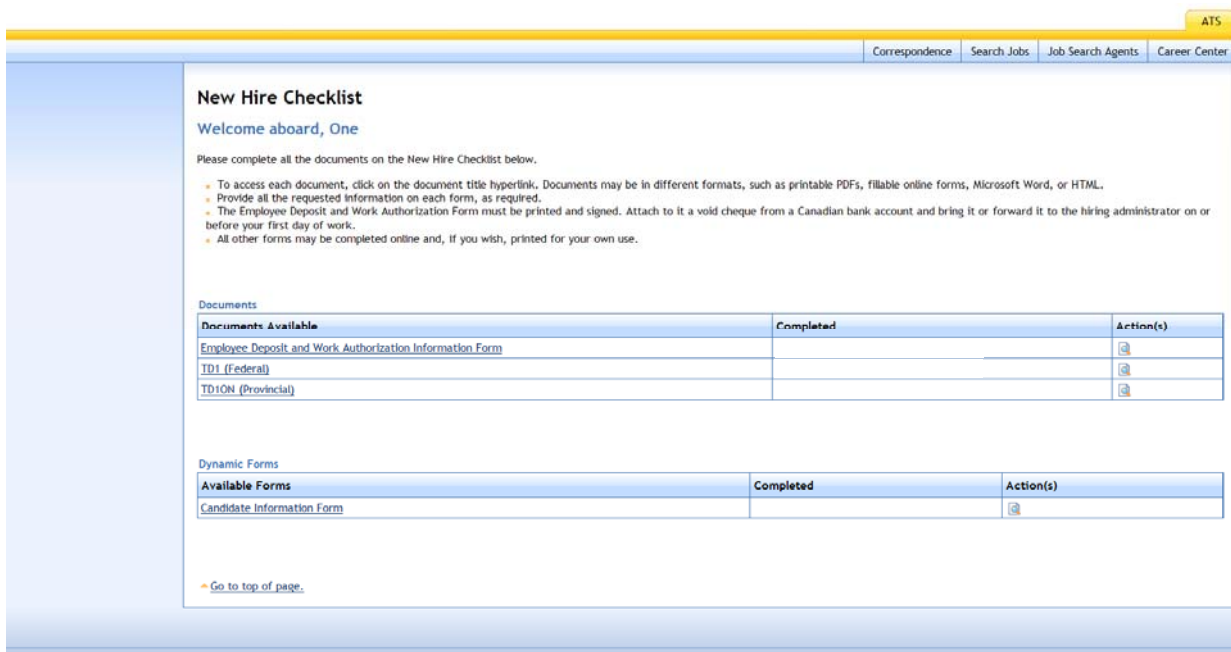 ATS
Correspondence Search Jobs Job Search Agents Career Center
New Hire Checklist
Welcome aboard, One
Please complete all the documents on the New Hire Checklist below.
To access each document, click on the document title hyperlink. Documents may be in different formats, such as printable PDFs, fillable online forms, Microsoft Word, or HTML.
Provide all the requested information on each form, as required.
The Employee Deposit and Work Authorization Form must be printed and signed. Attach to it a void cheque from a Canadian bank account and bring it or forward it to the hiring administrator on or
before your first day of work.
All other forms may be completed online and, if you wish, printed for your own use.
Documents
Documents Available Completed Action(s)
Employee Deposit and Work Authorization Information Form
TD1 (Federal)
TD1ON (Provincial)
Dynamic Forms
Available Forms Completed Action(s)
Candidate Information Form
Go to top of page.